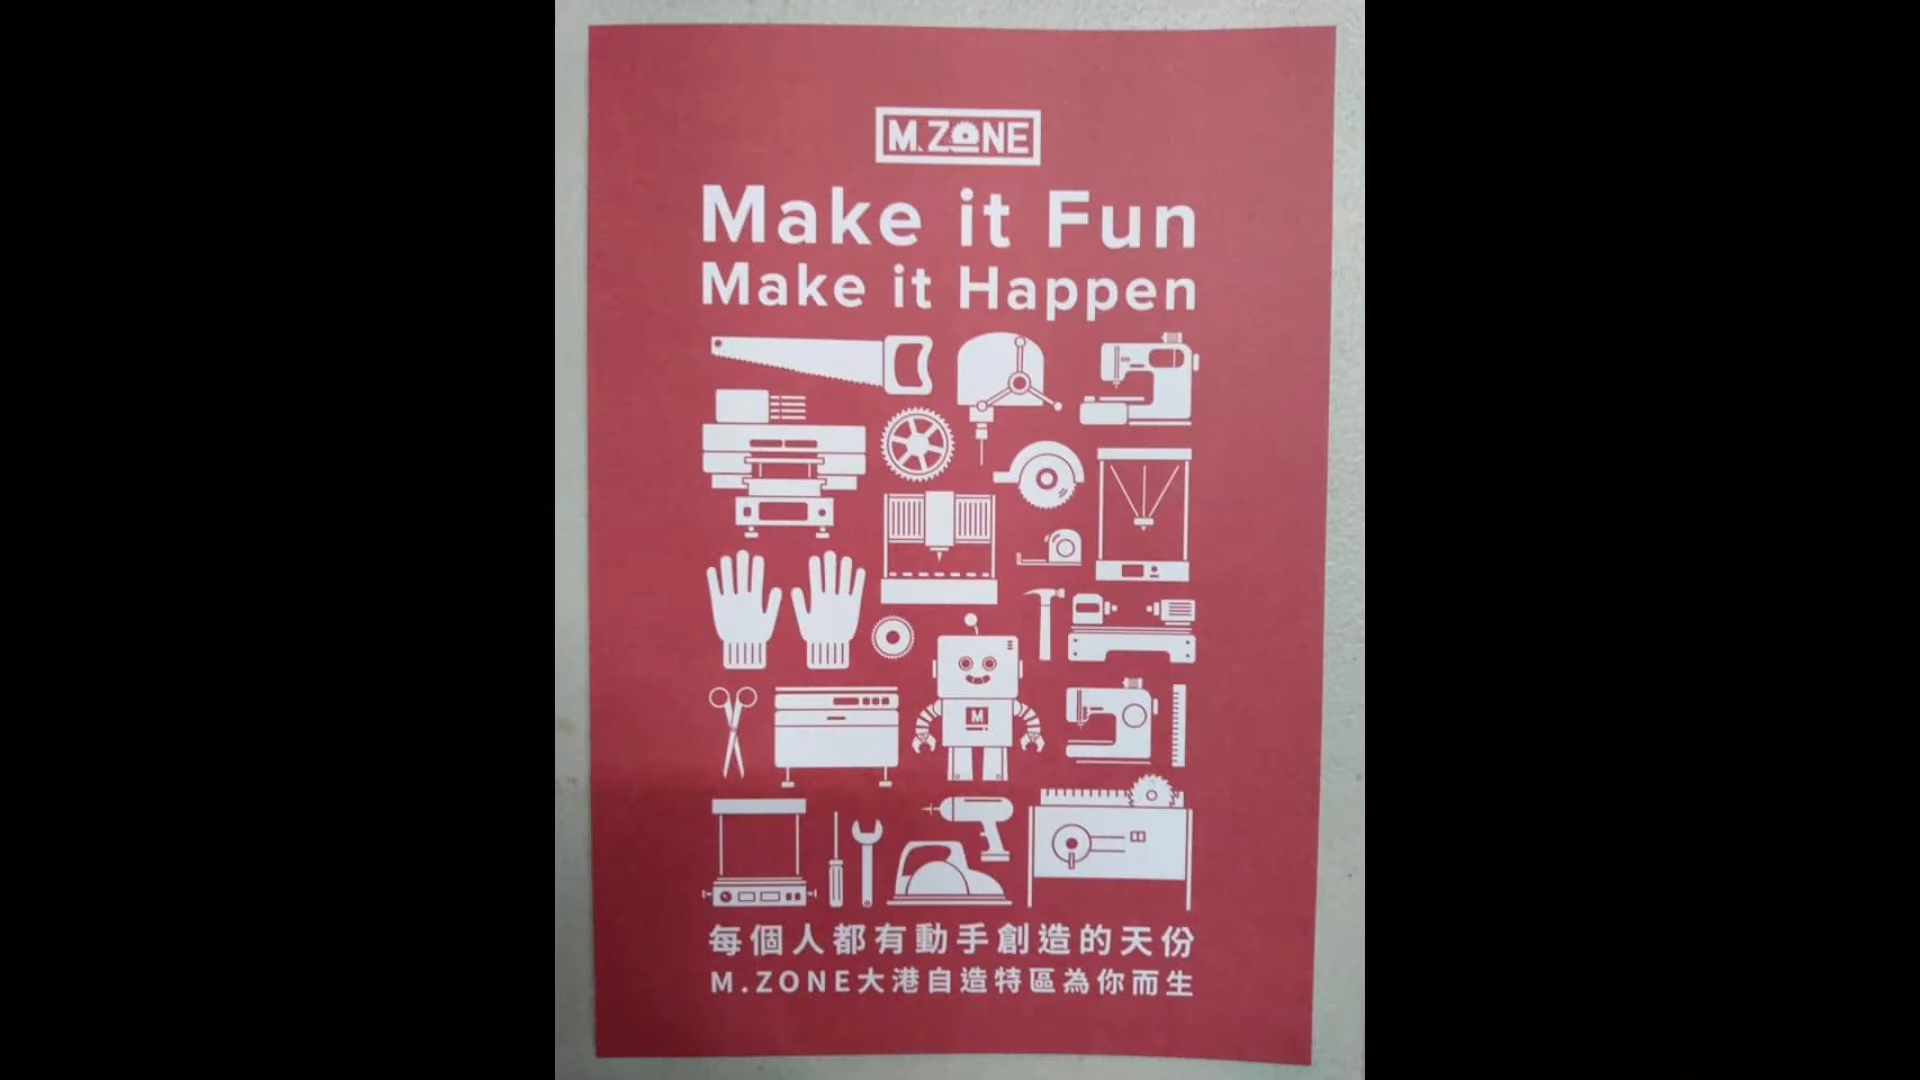 M.ZONE
Make it Fun
Make it Happen
M
每個人都有動手創造的天份
M.ZONE大港自造特區為你而生